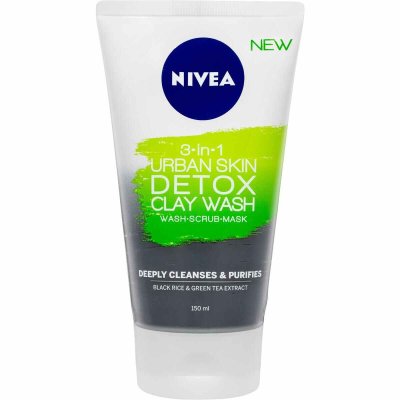 NEW
NIVEA
3-in-1
URBAN SKIN
DETOX
CLAY WASH
WASH-SCRUB-MASK
DEEPLY CLEANSES & PURIFIES
BLACK RICE & GREEN TEA EXTRACT
150 ml